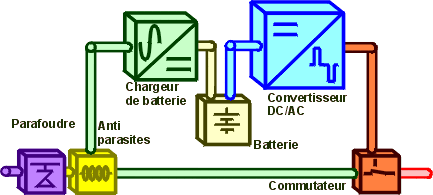 Chargeur
de batterie
Convertisseur
DC/AC
Parafoudre
Anti
parasites
Batterie
Commutateur